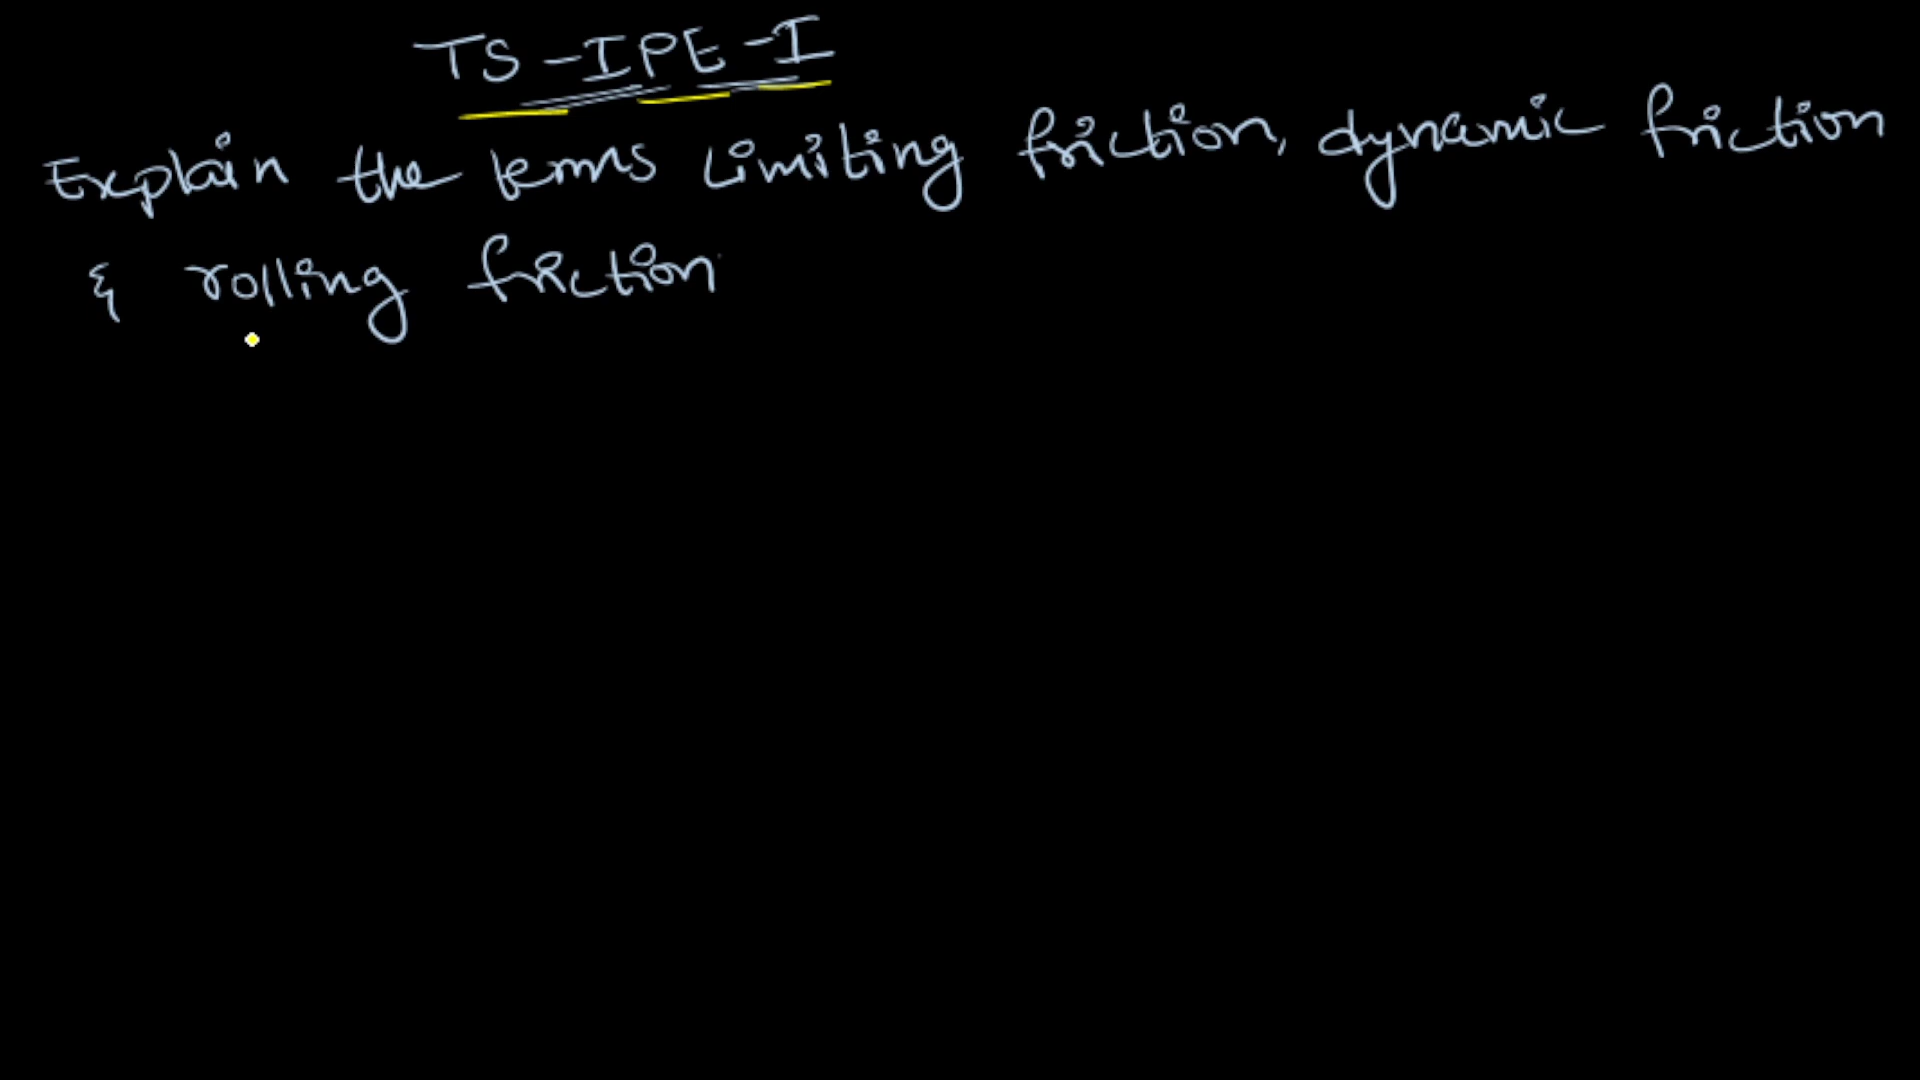 TS-IPE-I
Explain the terms Limiting friction, dynamic friction
& rolling friction